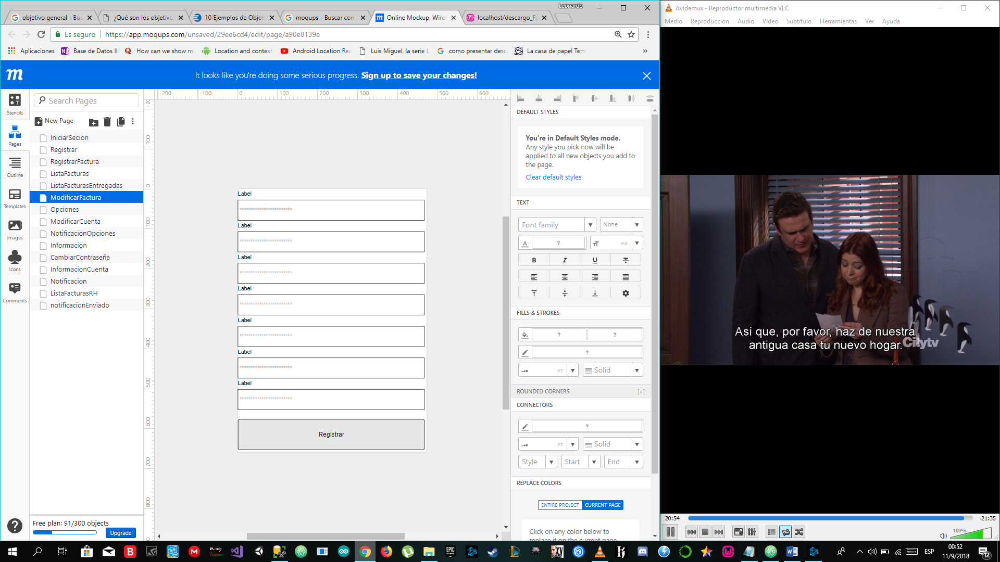 Leonardo
objetivo general - Bus
¿Qué son los objetivo
10 Ejemplos de Objet
moqups - Buscar con
Online Mockup, Wiref
localhost/descargo_Fa
Es seguro
https://app.moqups.com/unsaved/29ee6cd4/edit/page/a90e8139e
Aplicaciones
Base de Datos II
How can we show mu
Location and context
Android Location Rea
Luis Miguel, la serie L
como presentar desca
La casa de papel Tem
»
m
It looks like you're doing some serious progress. Sign up to save your changes!
Stencils
Pages
Outline
Templates
Images
Icons
Comments
Search Pages
New Page
IniciarSecion
Registrar
RegistrarFactura
ListaFacturas
ListaFacturasEntregadas
ModificarFactura
Opciones
ModificarCuenta
NotificacionOpciones
Informacion
CambiarContraseña
InformacionCuenta
Notificacion
ListaFacturasRH
notificacionEnviado
Free plan: 91/300 objects
Upgrade
-200 -100 0 100 200 300 400 500 600
-100
0
100
200
300
400
500
600
700
800
Label
************************
Label
************************
Label
************************
Label
************************
Label
************************
Label
************************
Label
************************
Registrar
DEFAULT STYLES
You're in Default Styles mode.
Any style you pick now will be
applied to all new objects you add to
the page.
Clear default styles
TEXT
Font family
None
A ? PX
B I U
FILLS & STROKES
? ?
?
PT Solid
ROUNDED CORNERS [+]
CONNECTORS
?
PT Solid
Style Start End
REPLACE COLORS
ENTIRE PROJECT CURRENT PAGE
Click on any color below to
replace it on the current page
Avidemux - Reproductor multimedia VLC
Medio Reproducción Audio Vídeo Subtítulo Herramientas Ver Ayuda
Así que, por favor, haz de nuestra
antigua casa tu nuevo hogar.
Citytv
20:54
21:35
100%
ESP
00:52
11/9/2018
12